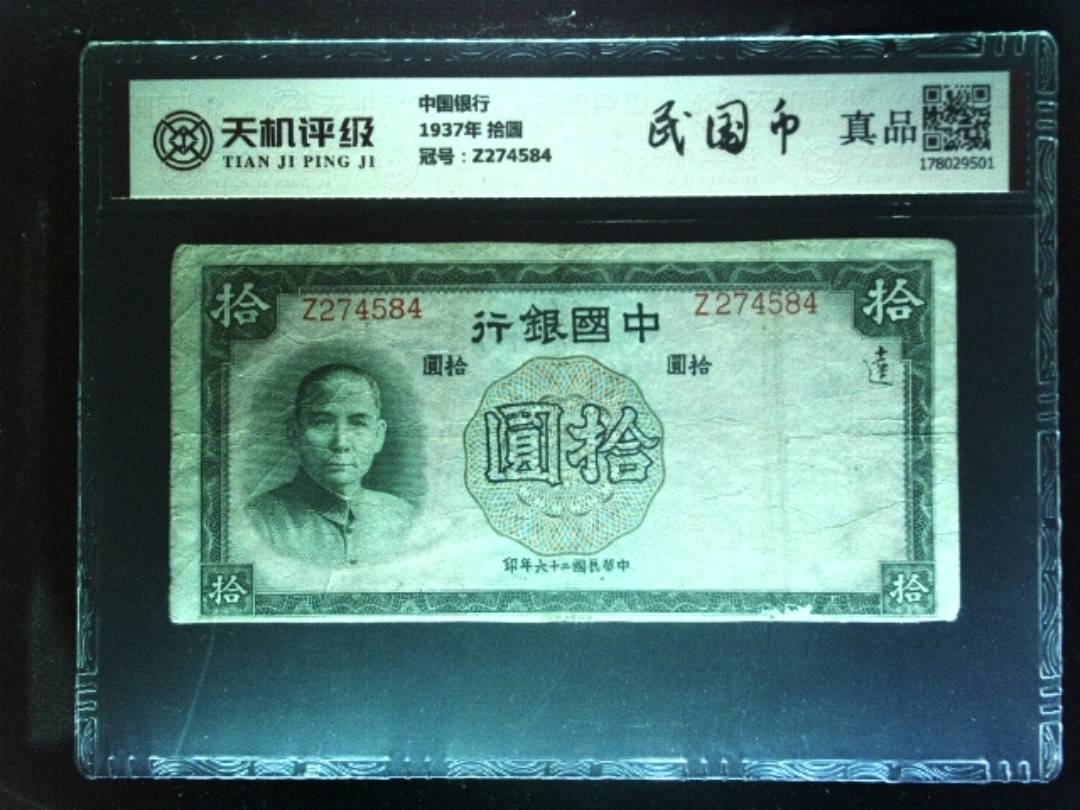 天机评级
TIAN JI PING JI
中国银行
1937年 拾圆
冠号：Z274584
民国币
真品
178029501
拾
拾
Z274584
Z274584
中國銀行
拾圓
拾圓
達
拾圓
中華民國二十六年印
拾
拾